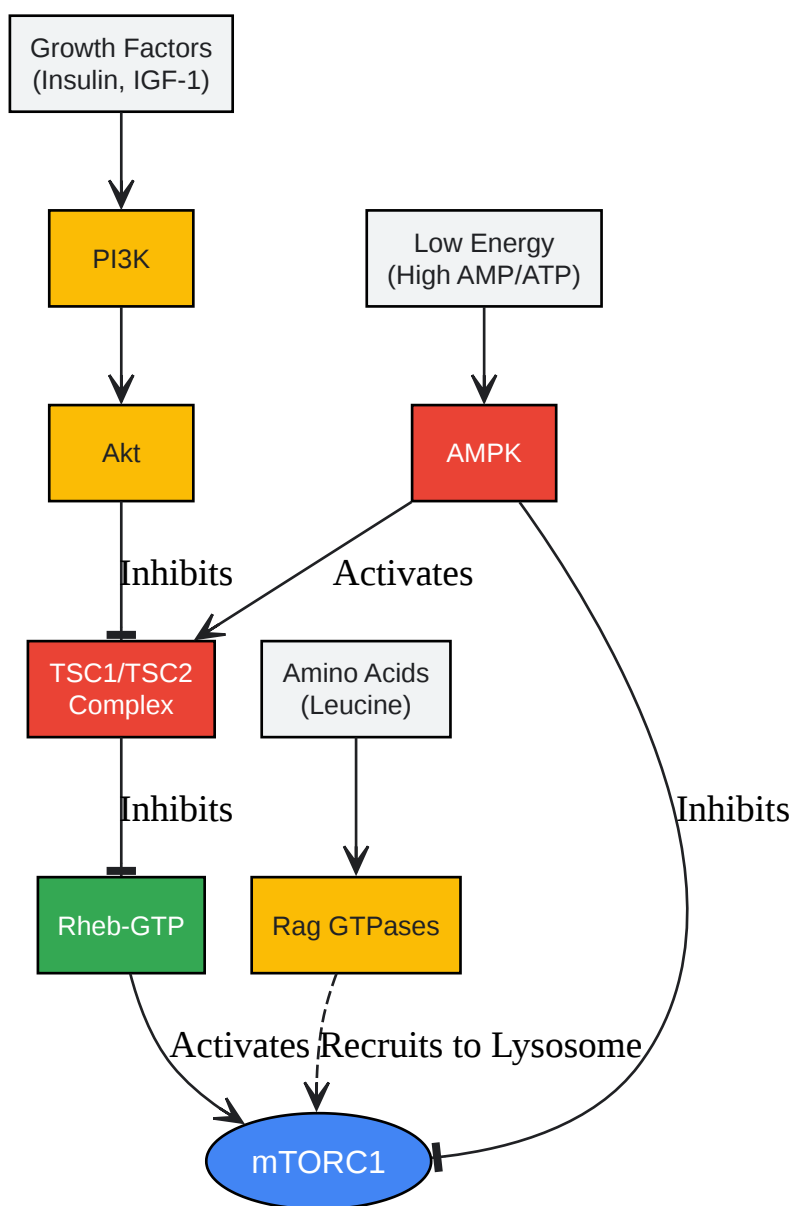 Growth Factors
(Insulin, IGF-1)
PI3K
Low Energy
(High AMP/ATP)
Akt
AMPK
Inhibits
Activates
TSC1/TSC2
Complex
Amino Acids
(Leucine)
Inhibits
Inhibits
Rheb-GTP
Rag GTPases
Activates
Recruits to Lysosome
mTORC1